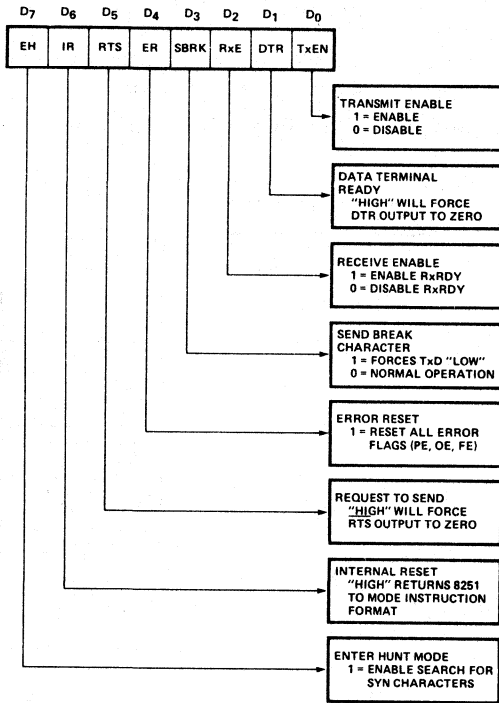 D7 D6 D5 D4 D3 D2 D1 D0
EH IR RTS ER SBRK RxE DTR TxEN
TRANSMIT ENABLE
1 = ENABLE
0 = DISABLE
DATA TERMINAL
READY
"HIGH" WILL FORCE
DTR OUTPUT TO ZERO
RECEIVE ENABLE
1 = ENABLE RxRDY
0 = DISABLE RxRDY
SEND BREAK
CHARACTER
1 = FORCES TxD "LOW"
0 = NORMAL OPERATION
ERROR RESET
1 = RESET ALL ERROR
FLAGS (PE, OE, FE)
REQUEST TO SEND
"HIGH" WILL FORCE
RTS OUTPUT TO ZERO
INTERNAL RESET
"HIGH" RETURNS 8251
TO MODE INSTRUCTION
FORMAT
ENTER HUNT MODE
1 = ENABLE SEARCH FOR
SYN CHARACTERS